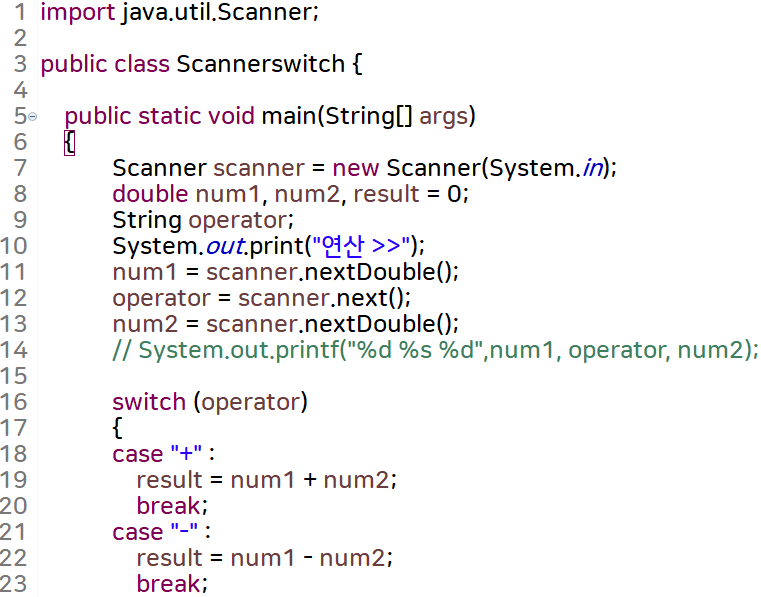 1 import java.util.Scanner;
2
3 public class Scannerswitch {
4
5 public static void main(String[] args)
6 {
7 Scanner scanner = new Scanner(System.in);
8 double num1, num2, result = 0;
9 String operator;
10 System.out.print("연산 >>");
11 num1 = scanner.nextDouble();
12 operator = scanner.next();
13 num2 = scanner.nextDouble();
14 // System.out.printf("%d %s %d",num1, operator, num2);
15
16 switch (operator)
17 {
18 case "+" :
19 result = num1 + num2;
20 break;
21 case "-" :
22 result = num1 - num2;
23 break;